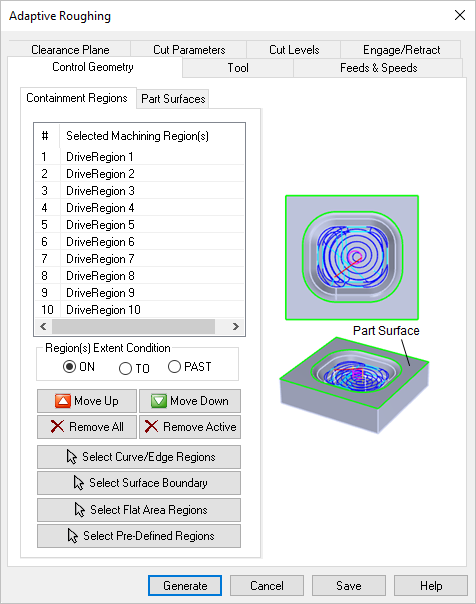 Adaptive Roughing
Clearance Plane Cut Parameters Cut Levels Engage/Retract
Control Geometry Tool Feeds & Speeds
Containment Regions Part Surfaces
# Selected Machining Region(s)
1 DriveRegion 1
2 DriveRegion 2
3 DriveRegion 3
4 DriveRegion 4
5 DriveRegion 5
6 DriveRegion 6
7 DriveRegion 7
8 DriveRegion 8
9 DriveRegion 9
10 DriveRegion 10
Part Surface
Region(s) Extent Condition
ON TO PAST
Move Up Move Down
Remove All Remove Active
Select Curve/Edge Regions
Select Surface Boundary
Select Flat Area Regions
Select Pre-Defined Regions
Generate Cancel Save Help